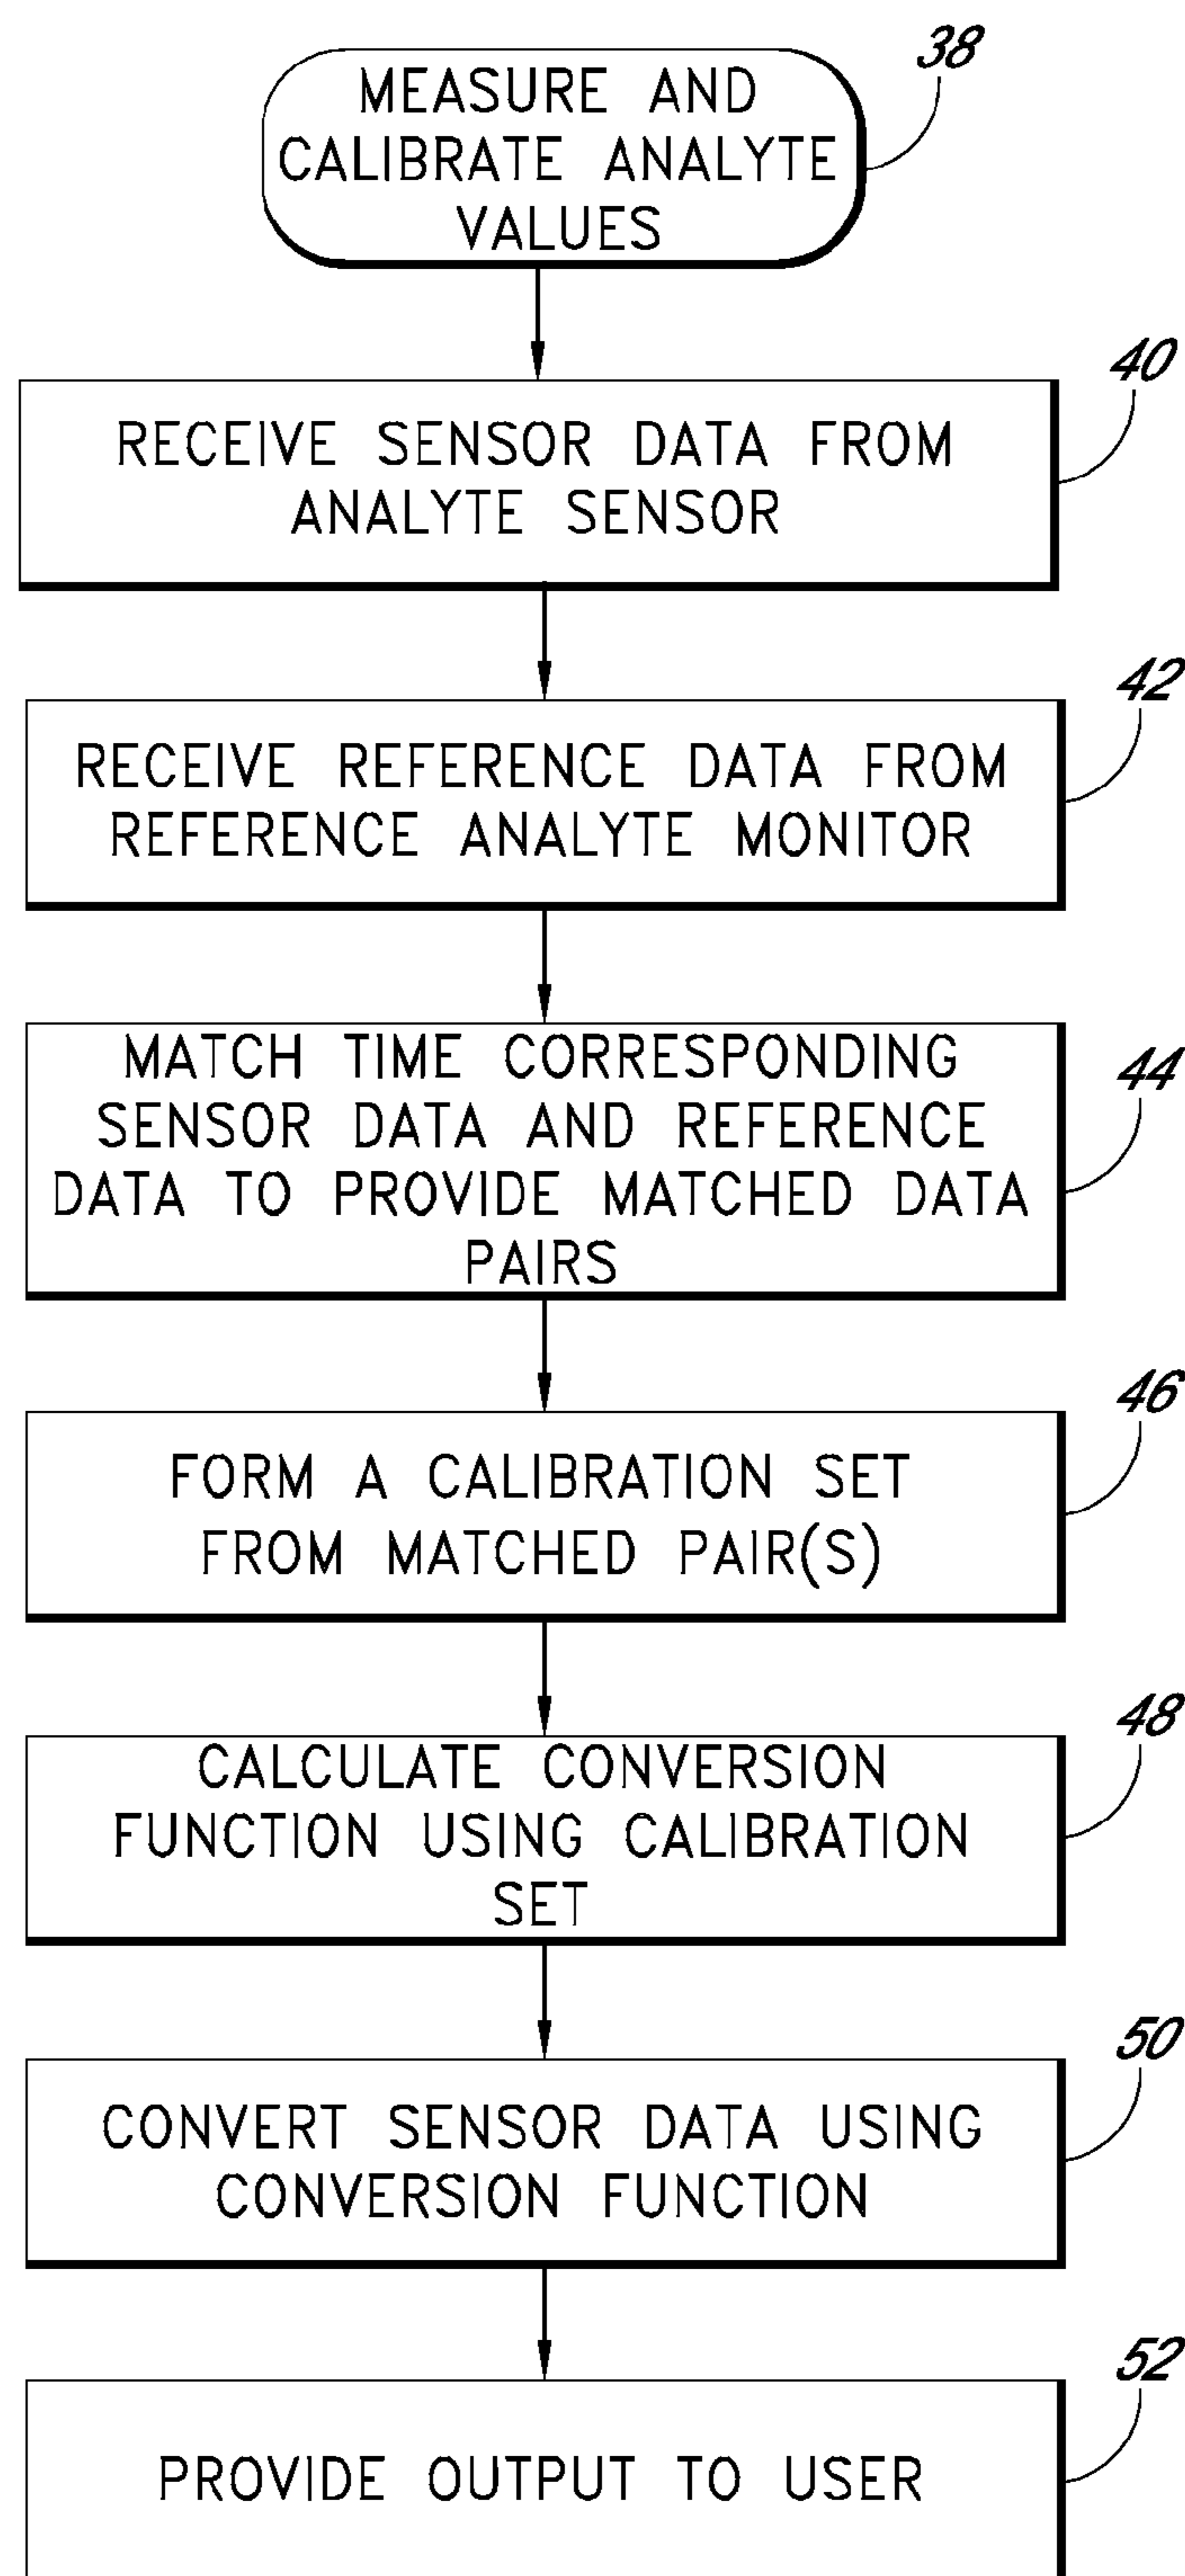 38
MEASURE AND
CALIBRATE ANALYTE
VALUES
40
RECEIVE SENSOR DATA FROM
ANALYTE SENSOR
42
RECEIVE REFERENCE DATA FROM
REFERENCE ANALYTE MONITOR
44
MATCH TIME CORRESPONDING
SENSOR DATA AND REFERENCE
DATA TO PROVIDE MATCHED DATA
PAIRS
46
FORM A CALIBRATION SET
FROM MATCHED PAIR(S)
48
CALCULATE CONVERSION
FUNCTION USING CALIBRATION
SET
50
CONVERT SENSOR DATA USING
CONVERSION FUNCTION
52
PROVIDE OUTPUT TO USER